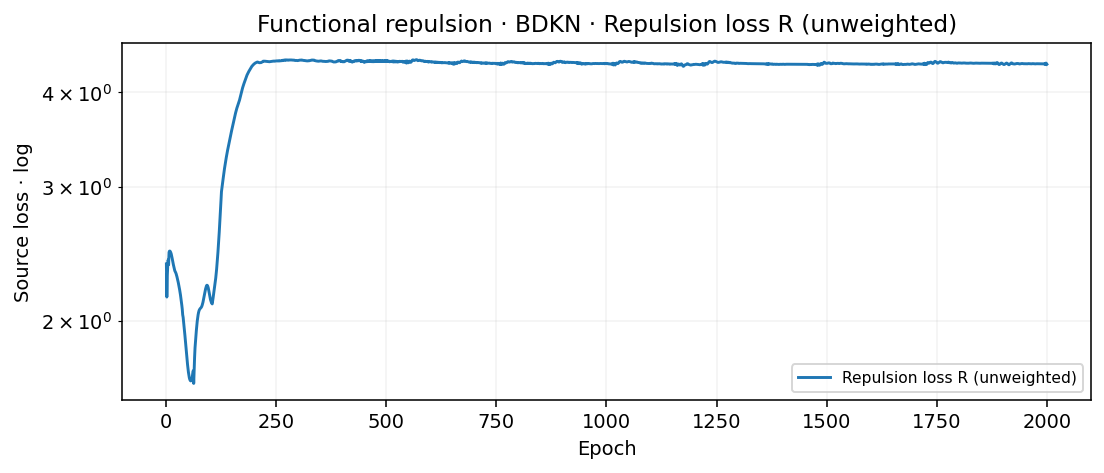 Functional repulsion · BDKN · Repulsion loss R (unweighted)
Source loss · log
4 × 10⁰
3 × 10⁰
2 × 10⁰
Repulsion loss R (unweighted)
0 250 500 750 1000 1250 1500 1750 2000
Epoch